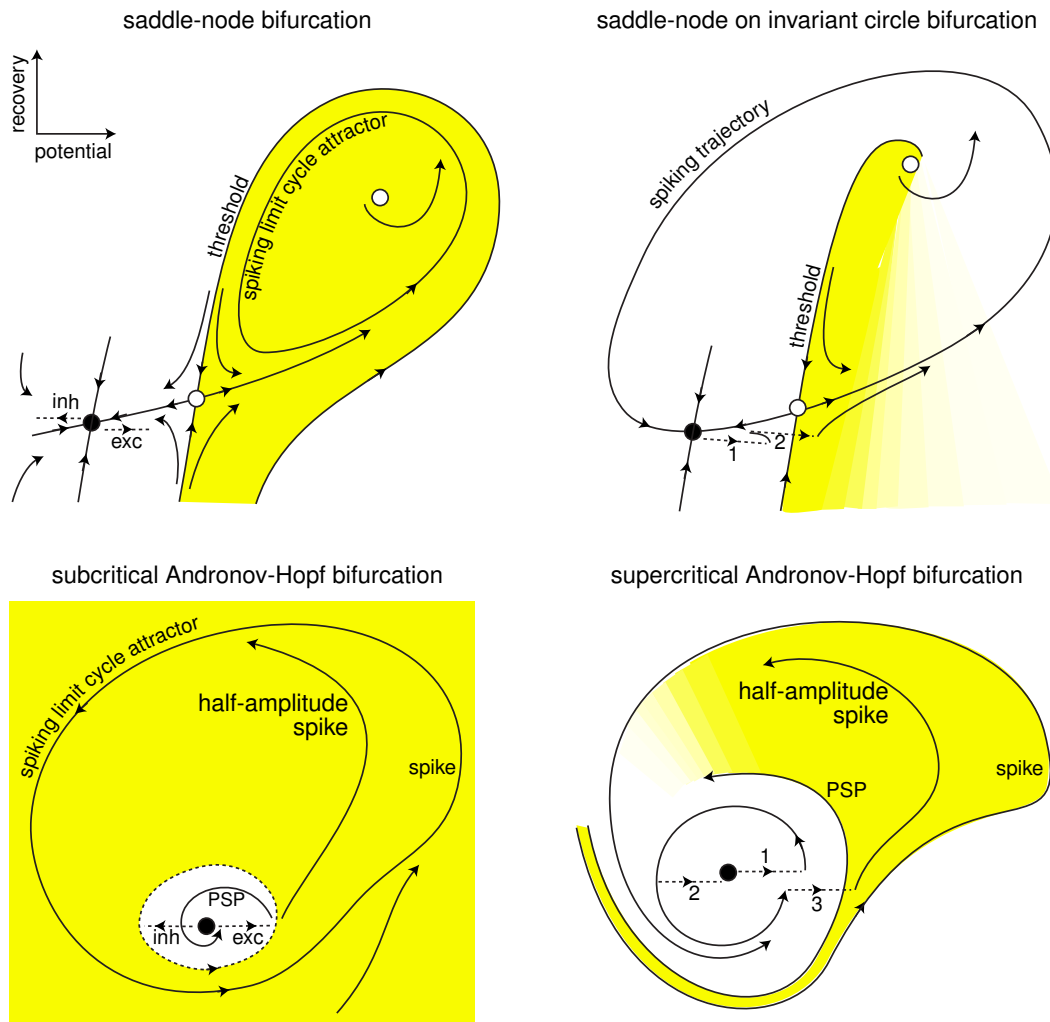 saddle-node bifurcation
recovery
potential
threshold
spiking limit cycle attractor
inh
exc
saddle-node on invariant circle bifurcation
spiking trajectory
threshold
1
2
subcritical Andronov-Hopf bifurcation
spiking limit cycle attractor
half-amplitude
spike
spike
PSP
inh
exc
supercritical Andronov-Hopf bifurcation
half-amplitude
spike
spike
PSP
1
2
3